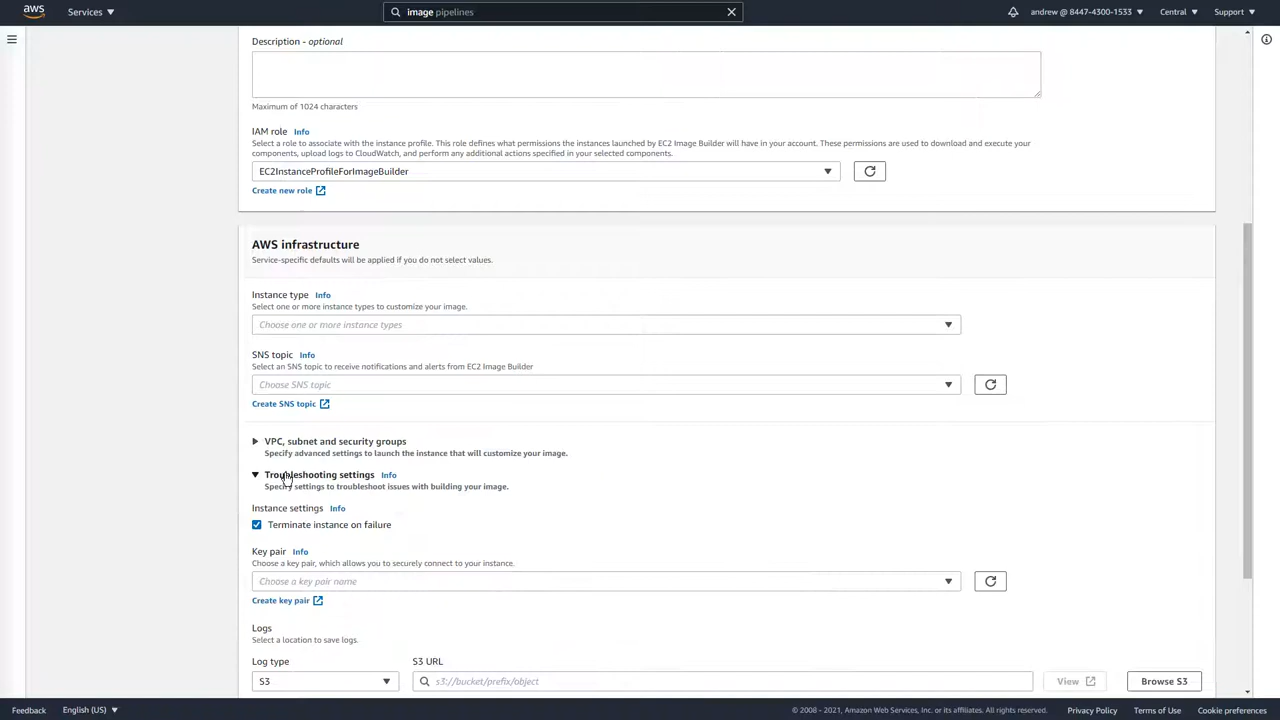 aws
Services
image pipelines
andrew @ 8447-4300-1533
Central
Support
Description - optional
Maximum of 1024 characters
IAM role Info
Select a role to associate with the instance profile. This role defines what permissions the instances launched by EC2 Image Builder will have in your account. These permissions are used to download and execute your
components, upload logs to CloudWatch, and perform any additional actions specified in your selected components.
EC2InstanceProfileForImageBuilder
Create new role
AWS infrastructure
Service-specific defaults will be applied if you do not select values.
Instance type Info
Select one or more instance types to customize your image.
Choose one or more instance types
SNS topic Info
Select an SNS topic to receive notifications and alerts from EC2 Image Builder
Choose SNS topic
Create SNS topic
VPC, subnet and security groups
Specify advanced settings to launch the instance that will customize your image.
Troubleshooting settings Info
Specify settings to troubleshoot issues with building your image.
Instance settings Info
Terminate instance on failure
Key pair Info
Choose a key pair, which allows you to securely connect to your instance.
Choose a key pair name
Create key pair
Logs
Select a location to save logs.
Log type
S3 URL
S3
s3://bucket/prefix/object
View
Browse S3
Feedback
English (US)
© 2008 - 2021, Amazon Web Services, Inc. or its affiliates. All rights reserved.
Privacy Policy
Terms of Use
Cookie preferences